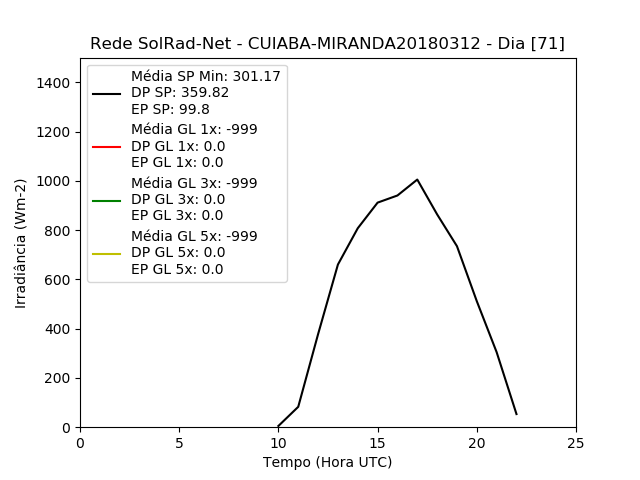 Rede SolRad-Net - CUIABA-MIRANDA20180312 - Dia [71]
Média SP Min: 301.17
DP SP: 359.82
EP SP: 99.8
Média GL 1x: -999
DP GL 1x: 0.0
EP GL 1x: 0.0
Média GL 3x: -999
DP GL 3x: 0.0
EP GL 3x: 0.0
Média GL 5x: -999
DP GL 5x: 0.0
EP GL 5x: 0.0
Irradiância (Wm-2)
1400
1200
1000
800
600
400
200
0
0 5 10 15 20 25
Tempo (Hora UTC)